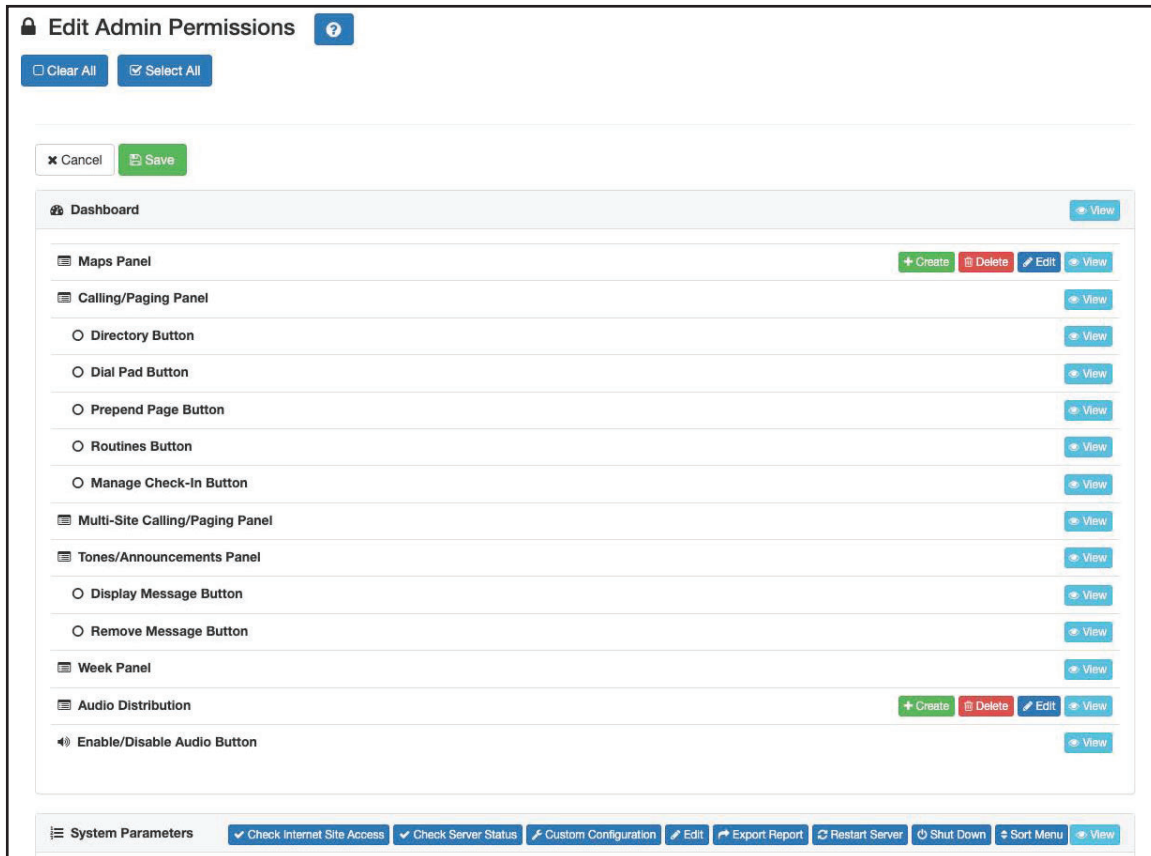 Edit Admin Permissions
Clear All Select All
Cancel Save
Dashboard View
Maps Panel Create Delete Edit View
Calling/Paging Panel View
Directory Button View
Dial Pad Button View
Prepend Page Button View
Routines Button View
Manage Check-In Button View
Multi-Site Calling/Paging Panel View
Tones/Announcements Panel View
Display Message Button View
Remove Message Button View
Week Panel View
Audio Distribution Create Delete Edit View
Enable/Disable Audio Button View
System Parameters Check Internet Site Access Check Server Status Custom Configuration Edit Export Report Restart Server Shut Down Sort Menu View